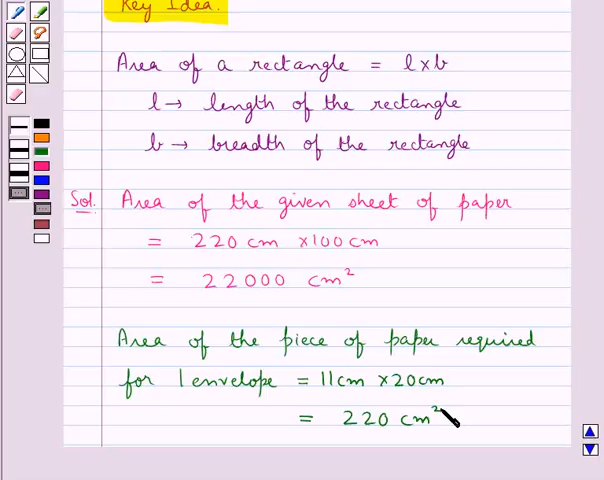 Key Idea
Area of a rectangle = l×b
l → length of the rectangle
b → breadth of the rectangle
Sol. Area of the given sheet of paper
= 220 cm ×100 cm
= 22000 cm²
Area of the piece of paper required
for 1 envelope = 11cm ×20cm
= 220 cm²